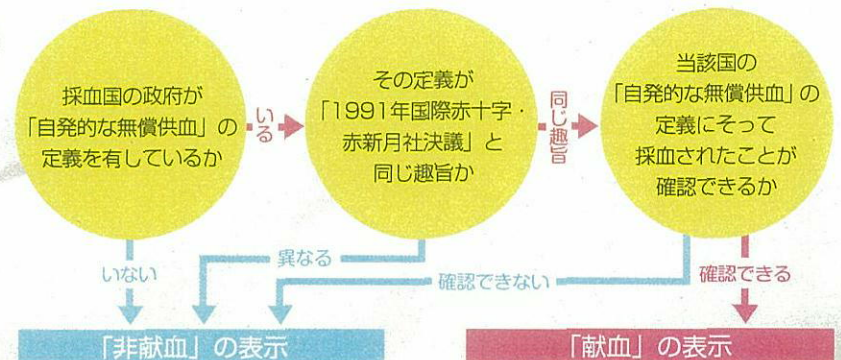 採血国の政府が
「自発的な無償供血」の
定義を有しているか
いる
その定義が
「1991年国際赤十字・
赤新月社決議」と
同じ趣旨か
同じ趣旨
当該国の
「自発的な無償供血」の
定義にそって
採血されたことが
確認できるか
いない
異なる
確認できない
確認できる
「非献血」の表示
「献血」の表示